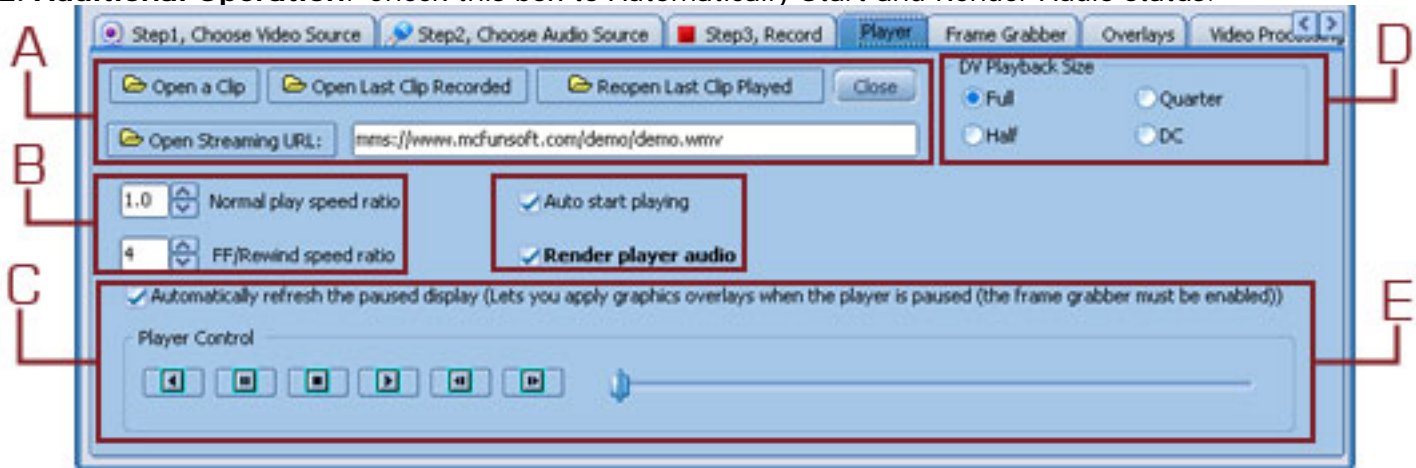 Additional Operation: Check this box to Automatically Start and Render Audio status.
A
B
C
D
E
Step1, Choose Video Source
Step2, Choose Audio Source
Step3, Record
Player
Frame Grabber
Overlays
Video Processing
Open a Clip
Open Last Clip Recorded
Reopen Last Clip Played
Close
Open Streaming URL:
mms://www.mcfunsoft.com/demo/demo.wmv
DV Playback Size
Full
Quarter
Half
DC
1.0
Normal play speed ratio
Auto start playing
4
FF/Rewind speed ratio
Render player audio
Automatically refresh the paused display (Lets you apply graphics overlays when the player is paused (the frame grabber must be enabled))
Player Control